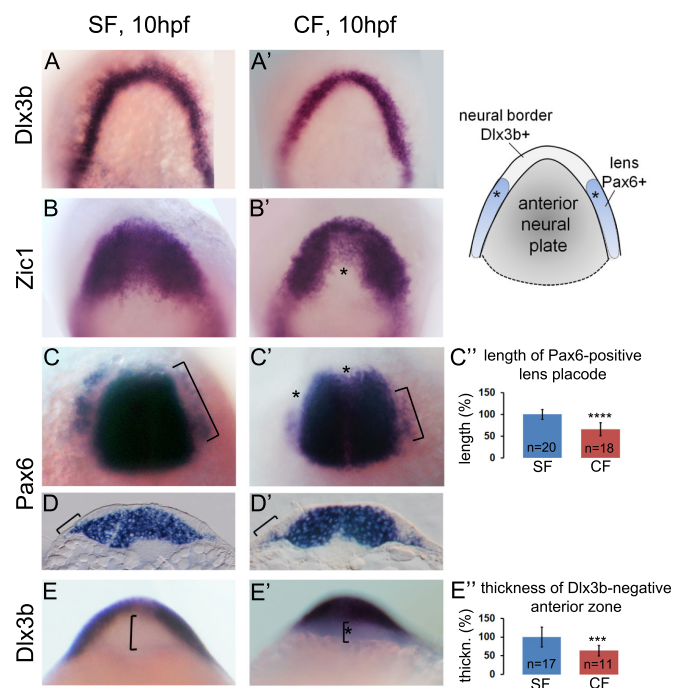 SF, 10hpf
CF, 10hpf
Dlx3b
A
A’
neural border
Dlx3b+
lens
Pax6+
*
*
anterior
neural
plate
Zic1
B
B’
*
Pax6
C
C’
*
*
C’’ length of Pax6-positive
lens placode
length (%)
150
100
50
0
****
n=20
n=18
SF
CF
D
D’
Dlx3b
E
E’
*
E’’ thickness of Dlx3b-negative
anterior zone
thickn. (%)
150
100
50
0
***
n=17
n=11
SF
CF